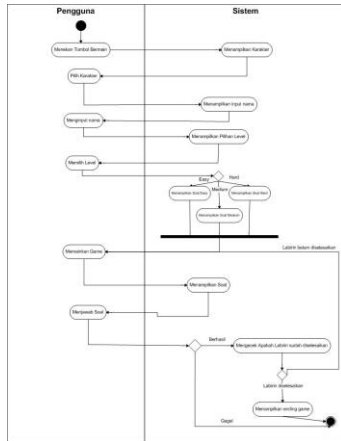 Pengguna
Sistem
Menekan Tombol Bermain
Menampilkan Karakter
Pilih Karakter
Menampilkan input nama
Menginput nama
Menampilkan Pilihan Level
Memilih Level
Easy
Hard
Medium
Menampilkan Soal Easy
Menampilkan Soal Hard
Menampilkan Soal Medium
Memainkan Game
Labirin belum diselesaikan
Menampilkan Soal
Menjawab Soal
Berhasil
Mengecek Apakah Labirin sudah diselesaikan
Labirin diselesaikan
Menampilkan ending game
Gagal